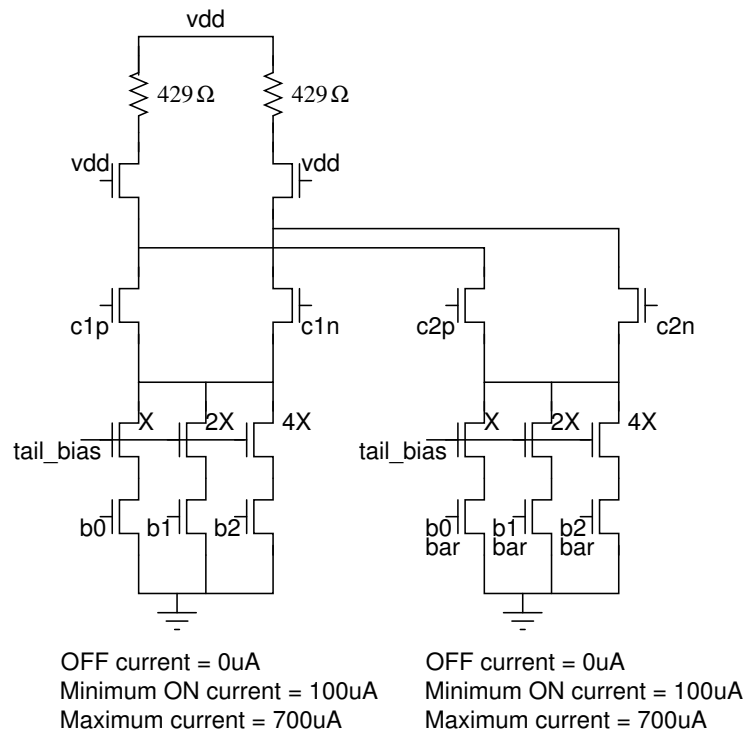 vdd
429Ω 429Ω
vdd vdd
c1p c1n c2p c2n
X 2X 4X X 2X 4X
tail_bias tail_bias
b0 b1 b2 b0 b1 b2
bar bar bar
OFF current = 0uA
Minimum ON current = 100uA
Maximum current = 700uA
OFF current = 0uA
Minimum ON current = 100uA
Maximum current = 700uA